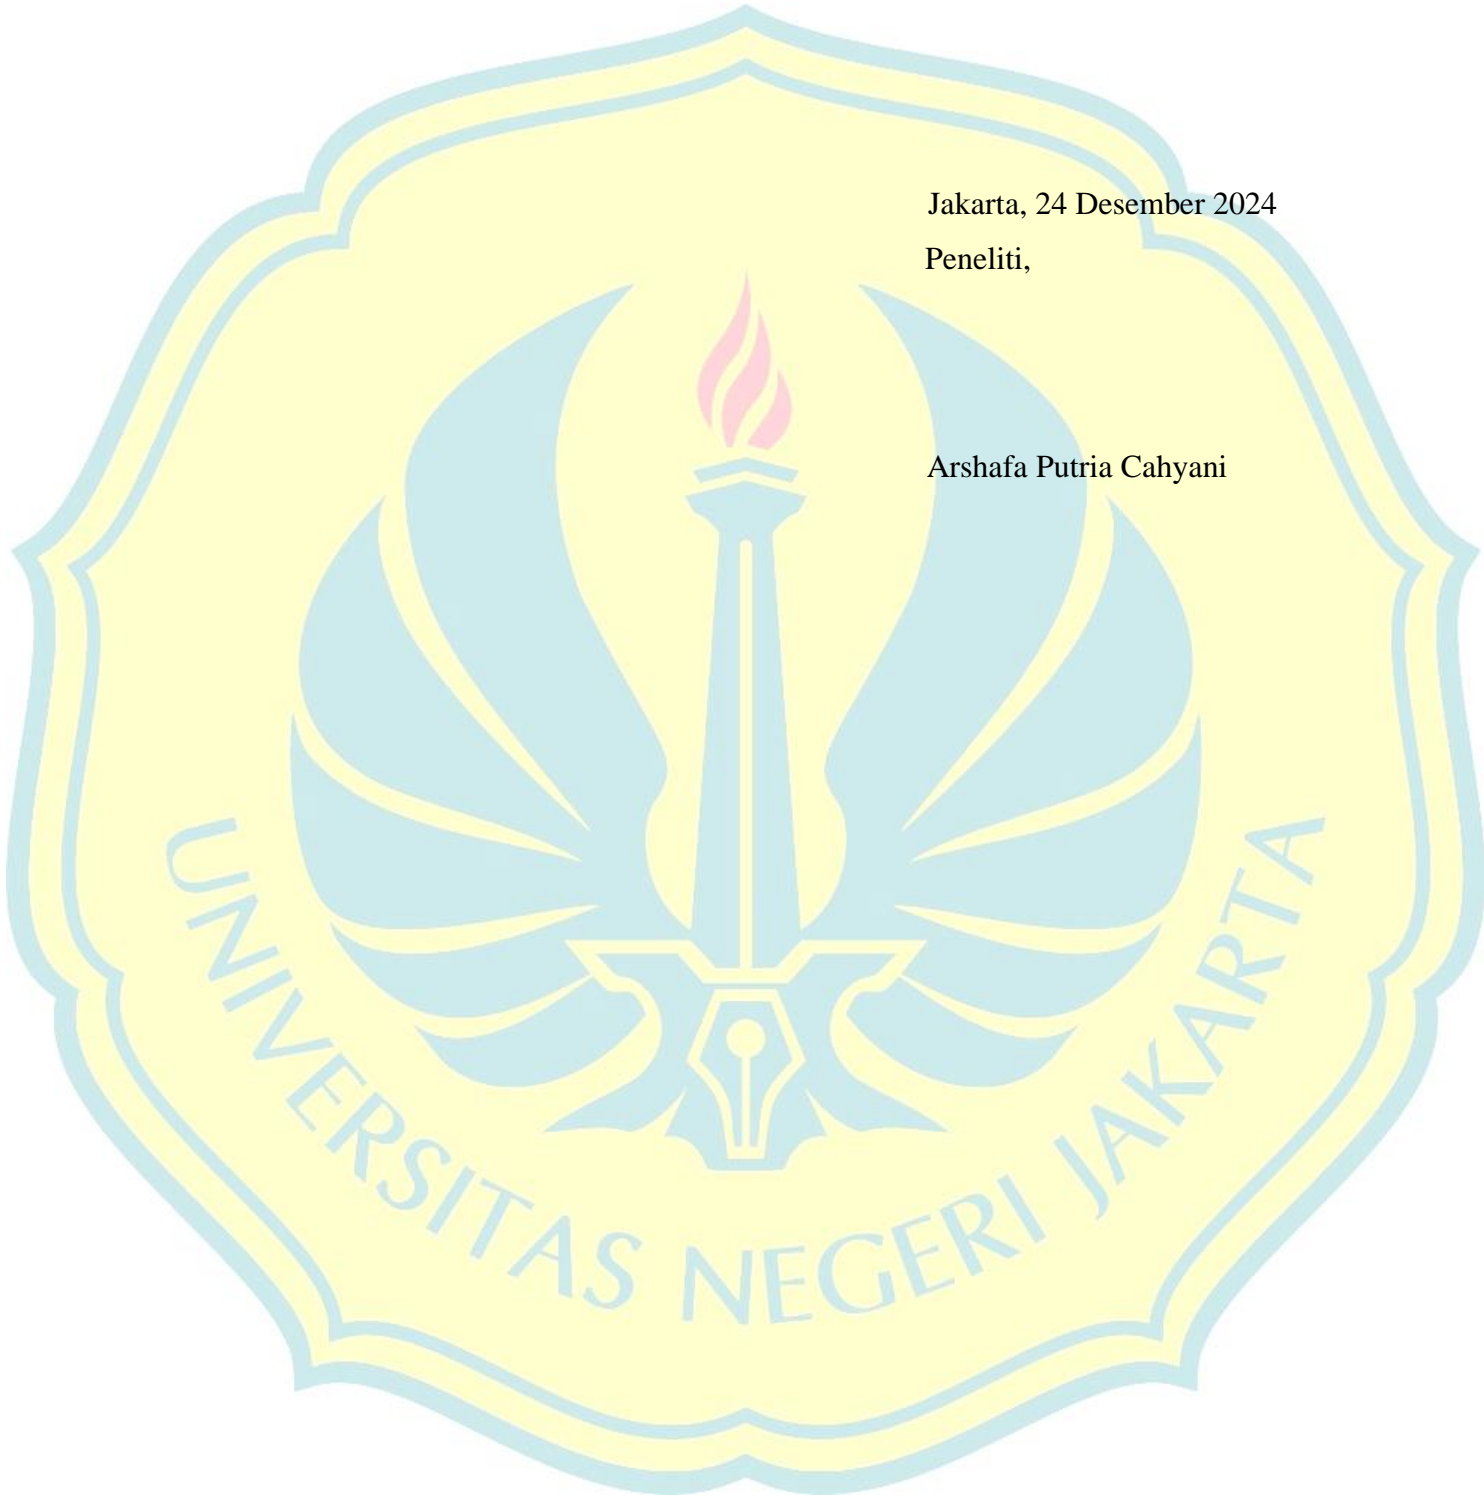 Jakarta, 24 Desember 2024
Peneliti,
Arshafa Putria Cahyani
UNIVERSITAS NEGERI JAKARTA